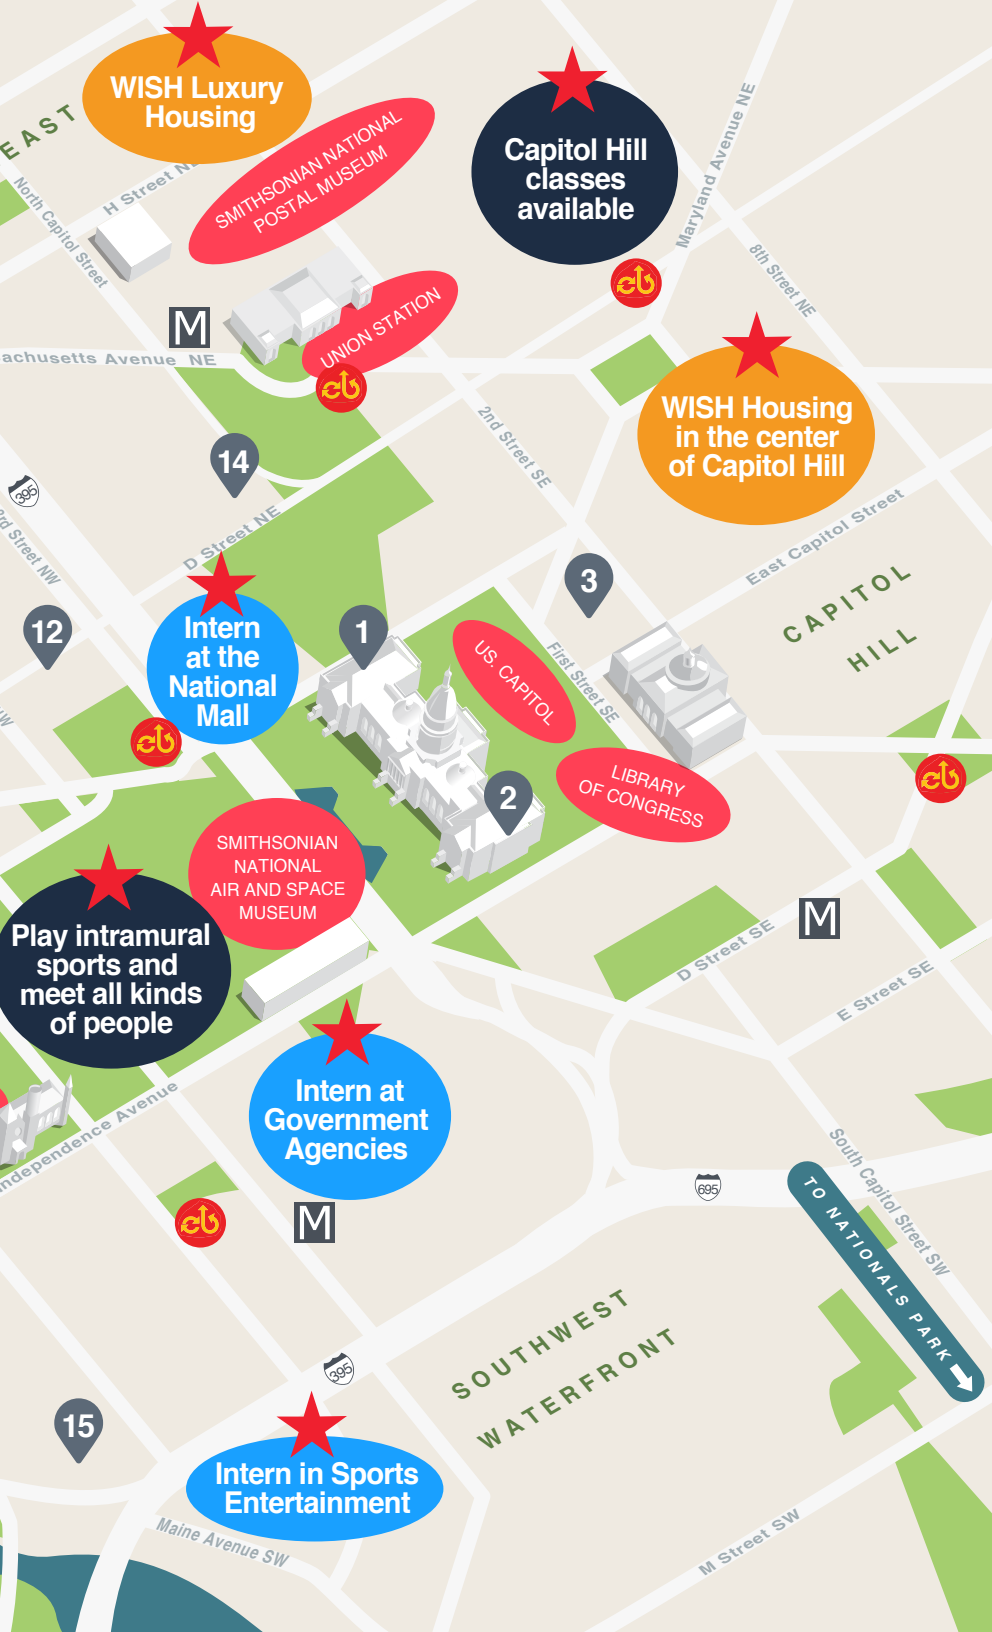 WISH Luxury
Housing
EAST
H Street NE
North Capitol Street
SMITHSONIAN NATIONAL
POSTAL MUSEUM
Capitol Hill
classes
available
Maryland Avenue NE
8th Street NE
M
UNION STATION
achusetts Avenue NE
WISH Housing
in the center
of Capitol Hill
2nd Street SE
14
395
3rd Street NW
D Street NE
East Capitol Street
CAPITOL
HILL
3
12
1
Intern
at the
National
Mall
US. CAPITOL
First Street SE
LIBRARY
OF CONGRESS
2
SMITHSONIAN
NATIONAL
AIR AND SPACE
MUSEUM
Play intramural
sports and
meet all kinds
of people
M
D Street SE
E Street SE
Intern at
Government
Agencies
Independence Avenue
M
695
South Capitol Street SW
TO NATIONALS PARK
SOUTHWEST
WATERFRONT
395
15
Intern in Sports
Entertainment
Maine Avenue SW
M Street SW